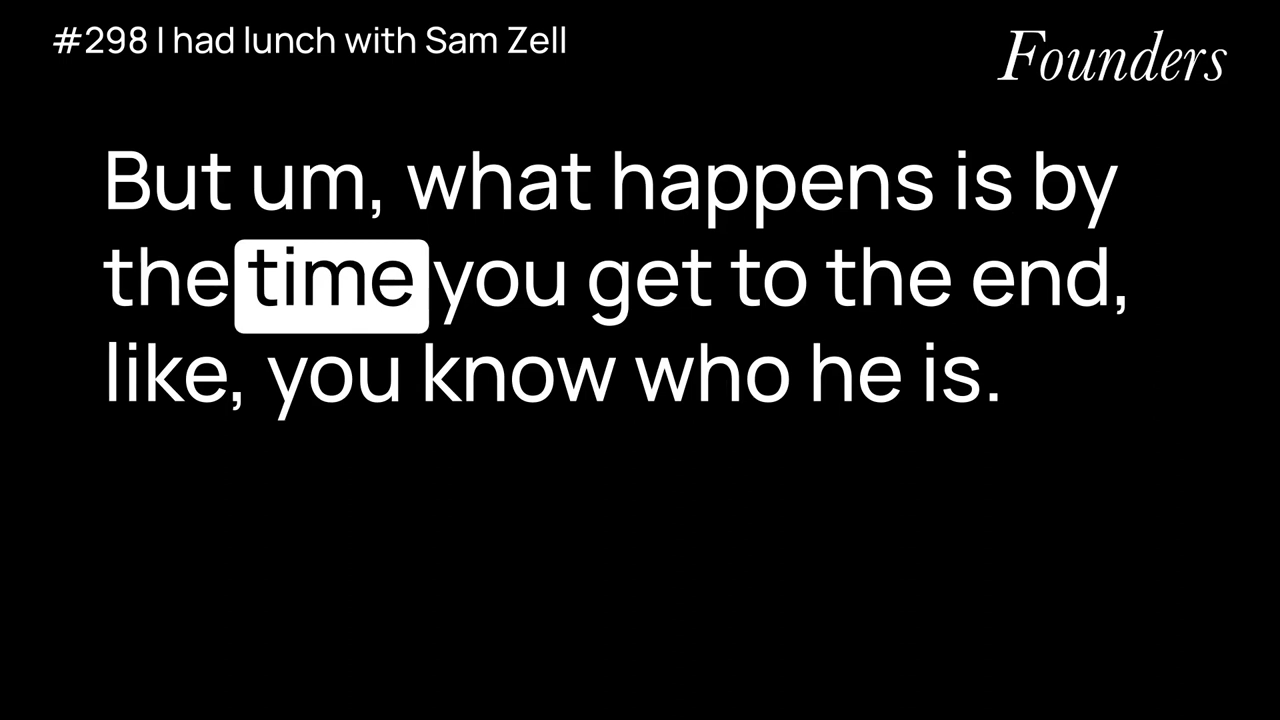 #298 I had lunch with Sam Zell
Founders
But um, what happens is by
the time you get to the end,
like, you know who he is.